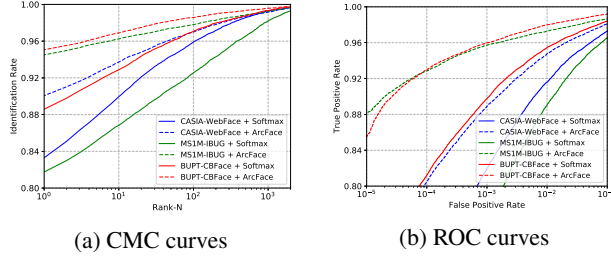 1.00
0.96
0.92
0.88
0.84
0.80
Identification Rate
CASIA-WebFace + Softmax
CASIA-WebFace + ArcFace
MS1M-IBUG + Softmax
MS1M-IBUG + ArcFace
BUPT-CBFace + Softmax
BUPT-CBFace + ArcFace
10^0 10^1 10^2 10^3
Rank-N
(a) CMC curves
1.00
0.96
0.92
0.88
0.84
0.80
True Positive Rate
CASIA-WebFace + Softmax
CASIA-WebFace + ArcFace
MS1M-IBUG + Softmax
MS1M-IBUG + ArcFace
BUPT-CBFace + Softmax
BUPT-CBFace + ArcFace
10^-5 10^-4 10^-3 10^-2 10^-1
False Positive Rate
(b) ROC curves